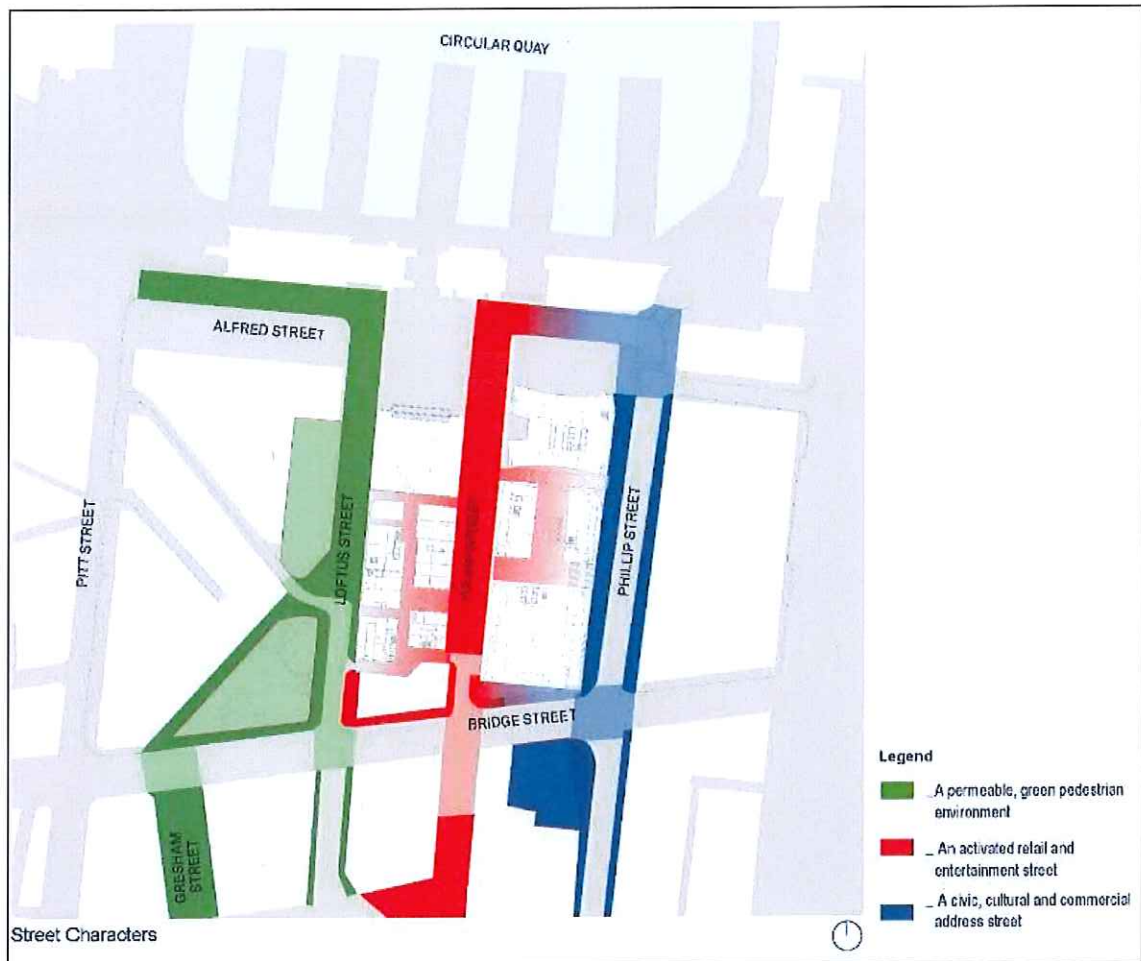 CIRCULAR QUAY
ALFRED STREET
PITT STREET
LOFTUS STREET
PHILLIP STREET
BRIDGE STREET
GRESHAM
STREET
Legend
_ A permeable, green pedestrian
environment
_ An activated retail and
entertainment street
_ A civic, cultural and commercial
address street
Street Characters